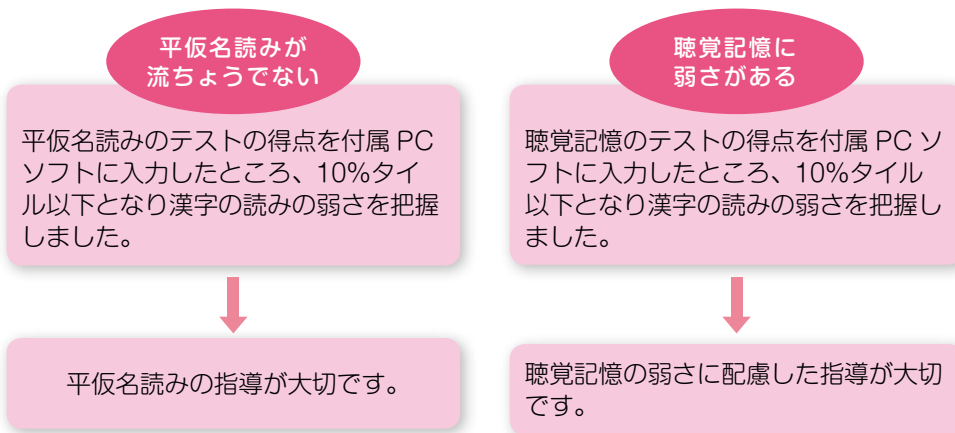 平仮名読みが
流ちょうでない
平仮名読みのテストの得点を付属 PC
ソフトに入力したところ、10%タイ
ル以下となり漢字の読みの弱さを把握
しました。
平仮名読みの指導が大切です。
聴覚記憶に
弱さがある
聴覚記憶のテストの得点を付属 PC ソ
フトに入力したところ、10%タイル
以下となり漢字の読みの弱さを把握し
ました。
聴覚記憶の弱さに配慮した指導が大切
です。